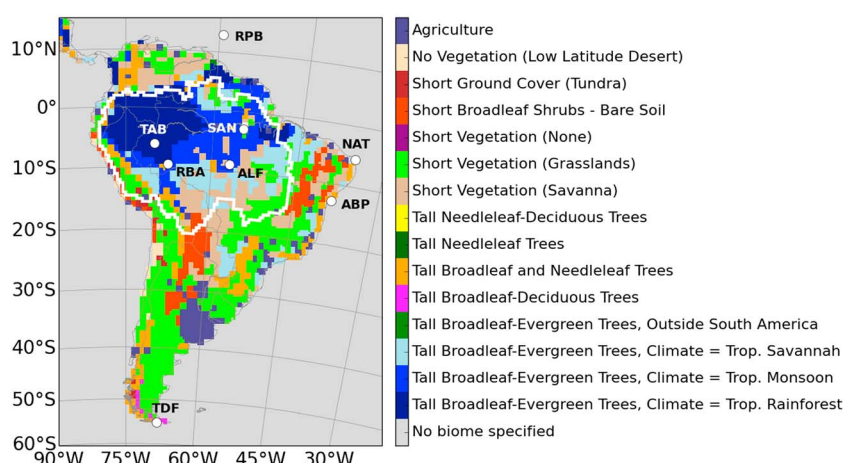 10°N
0°
10°S
20°S
30°S
40°S
50°S
60°S
90°W 75°W 60°W 45°W 30°W
RPB
TAB
SAN
NAT
RBA
ALF
ABP
TDF
Agriculture
No Vegetation (Low Latitude Desert)
Short Ground Cover (Tundra)
Short Broadleaf Shrubs - Bare Soil
Short Vegetation (None)
Short Vegetation (Grasslands)
Short Vegetation (Savanna)
Tall Needleleaf-Deciduous Trees
Tall Needleleaf Trees
Tall Broadleaf and Needleleaf Trees
Tall Broadleaf-Deciduous Trees
Tall Broadleaf-Evergreen Trees, Outside South America
Tall Broadleaf-Evergreen Trees, Climate = Trop. Savannah
Tall Broadleaf-Evergreen Trees, Climate = Trop. Monsoon
Tall Broadleaf-Evergreen Trees, Climate = Trop. Rainforest
No biome specified